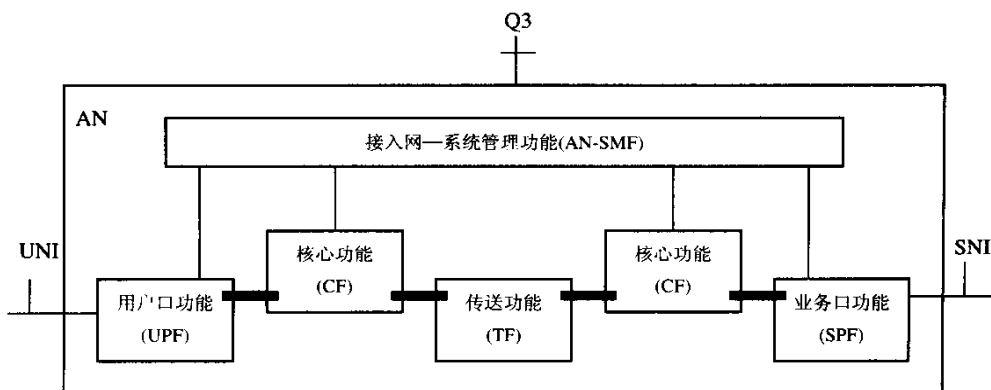 Q3
AN
接入网—系统管理功能(AN-SMF)
UNI
核心功能
(CF)
核心功能
(CF)
SNI
用户口功能
(UPF)
传送功能
(TF)
业务口功能
(SPF)